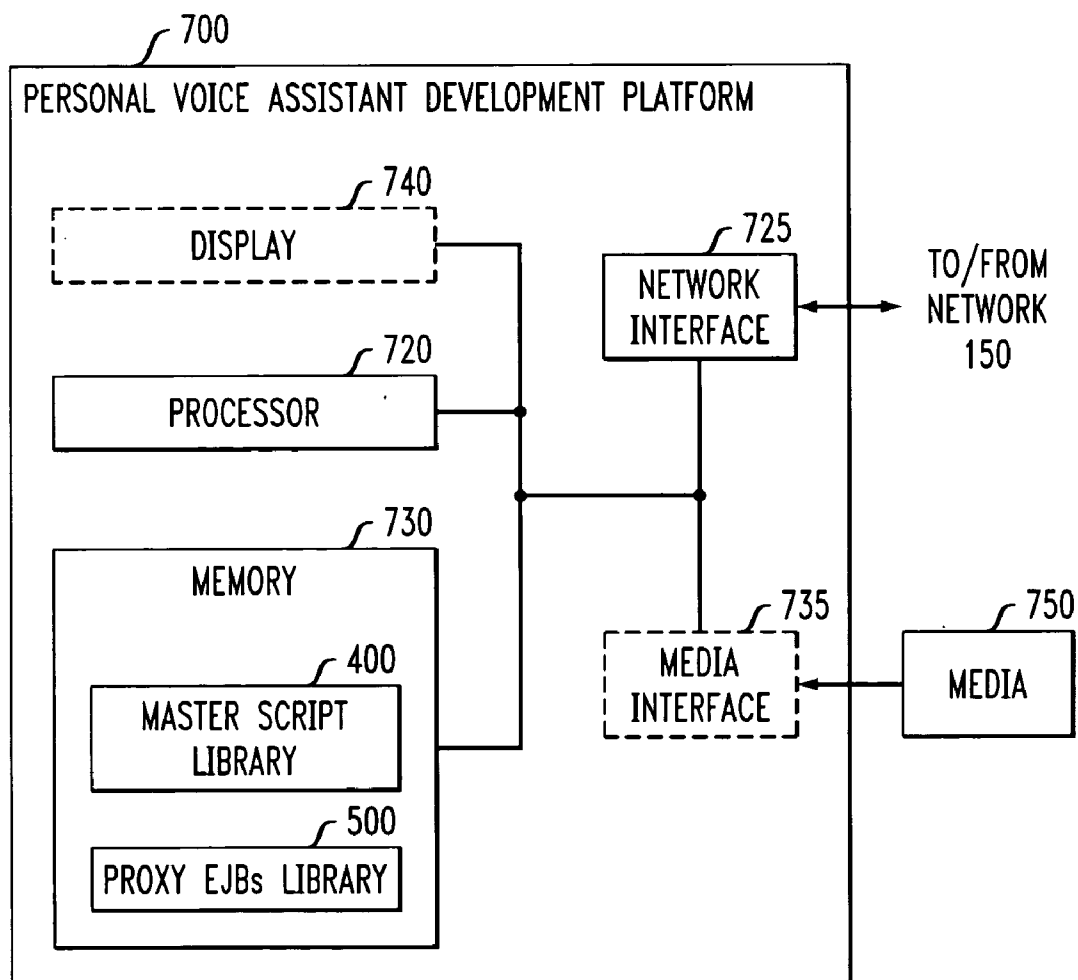 700
PERSONAL VOICE ASSISTANT DEVELOPMENT PLATFORM
740
DISPLAY
725
NETWORK
INTERFACE
TO/FROM
NETWORK
150
720
PROCESSOR
730
MEMORY
400
MASTER SCRIPT
LIBRARY
500
PROXY EJBs LIBRARY
735
MEDIA
INTERFACE
750
MEDIA